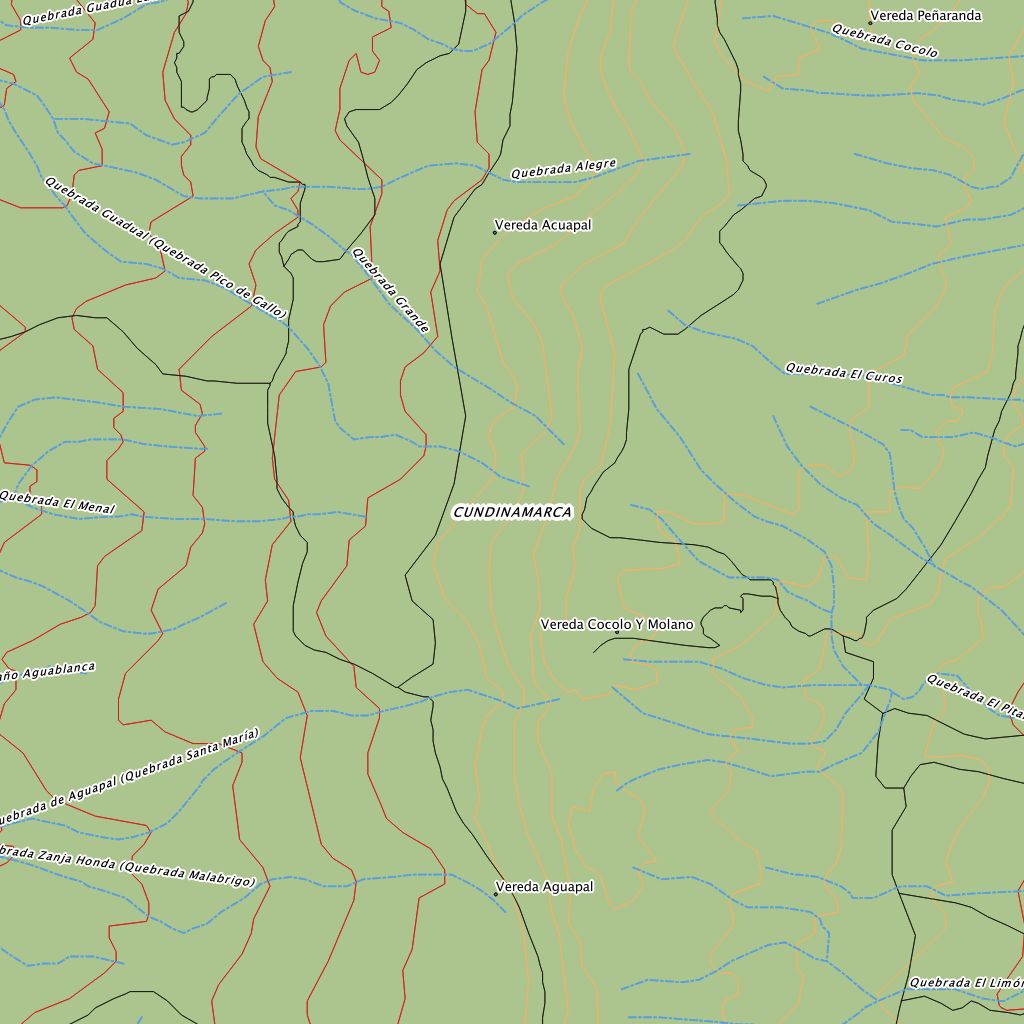 Quebrada Guadua
Vereda Peñaranda
Quebrada Cocolo
Quebrada Alegre
Quebrada Guadual (Quebrada Pico de Gallo)
Vereda Acuapal
Quebrada Grande
Quebrada El Curos
Quebrada El Menal
CUNDINAMARCA
Vereda Cocolo Y Molano
año Aguablanca
Quebrada El Pita
uebrada de Aguapal (Quebrada Santa María)
brada Zanja Honda (Quebrada Malabrigo)
Vereda Aguapal
Quebrada El Limón